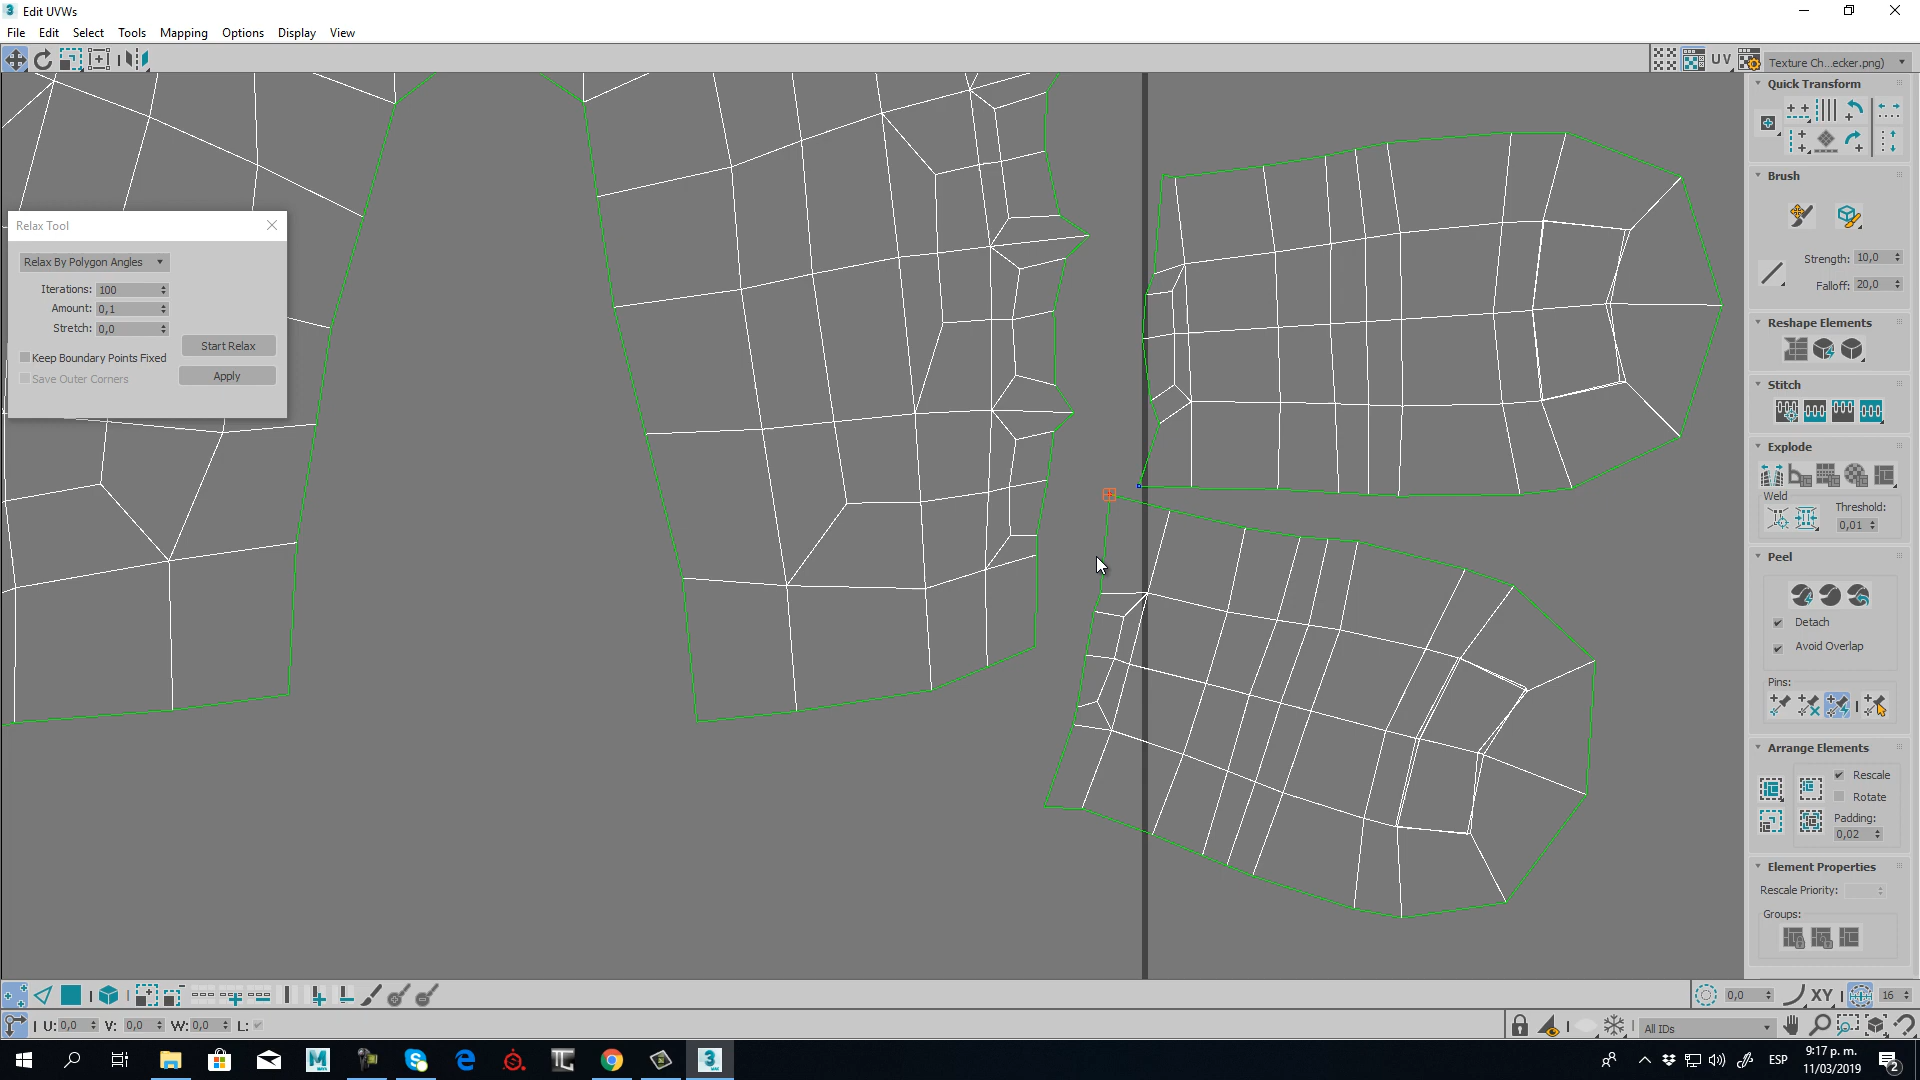 Edit UVWs
File Edit Select Tools Mapping Options Display View
UV
Texture Ch...ecker.png)
Quick Transform
Brush
Strength: 10,0
Falloff: 20,0
Reshape Elements
Stitch
Explode
Weld
Threshold:
0,01
Peel
Detach
Avoid Overlap
Pins:
Arrange Elements
Rescale
Rotate
Padding:
0,02
Element Properties
Rescale Priority:
Groups:
Relax Tool
Relax By Polygon Angles
Iterations: 100
Amount: 0,1
Stretch: 0,0
Start Relax
Keep Boundary Points Fixed
Apply
Save Outer Corners
0,0 XY 16
U: 0,0 V: 0,0 W: 0,0 L:
All IDs
ESP
9:17 p. m.
11/03/2019
2